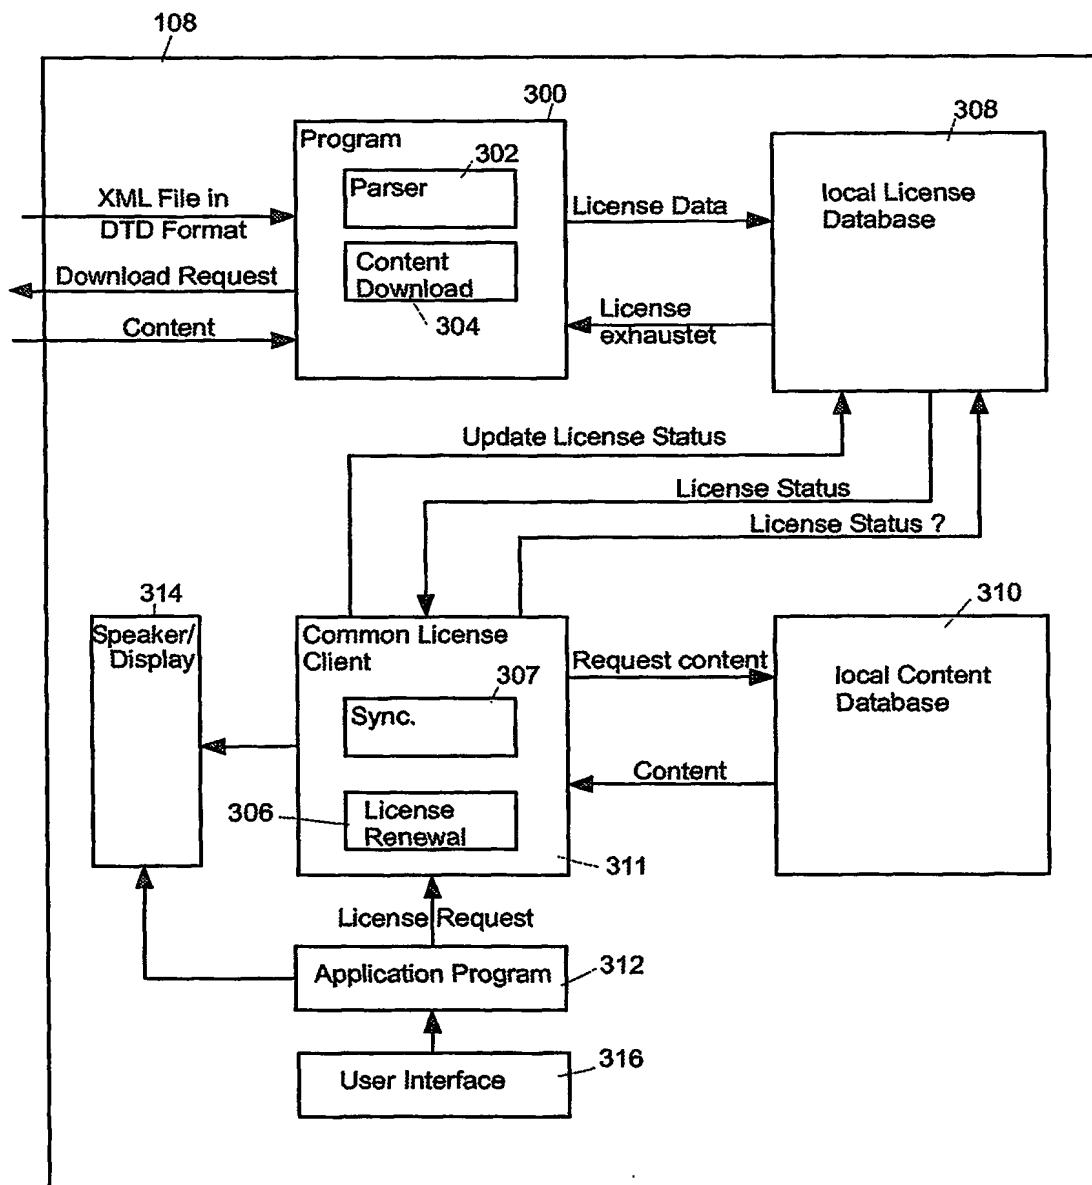 108
300
Program
302
Parser
Content
Download
304
308
local License
Database
XML File in
DTD Format
Download Request
Content
License Data
License
exhaustet
Update License Status
License Status
License Status ?
314
Speaker/
Display
Common License
Client
307
Sync.
306
License
Renewal
311
310
Request content
local Content
Database
Content
License Request
Application Program
312
User Interface
316